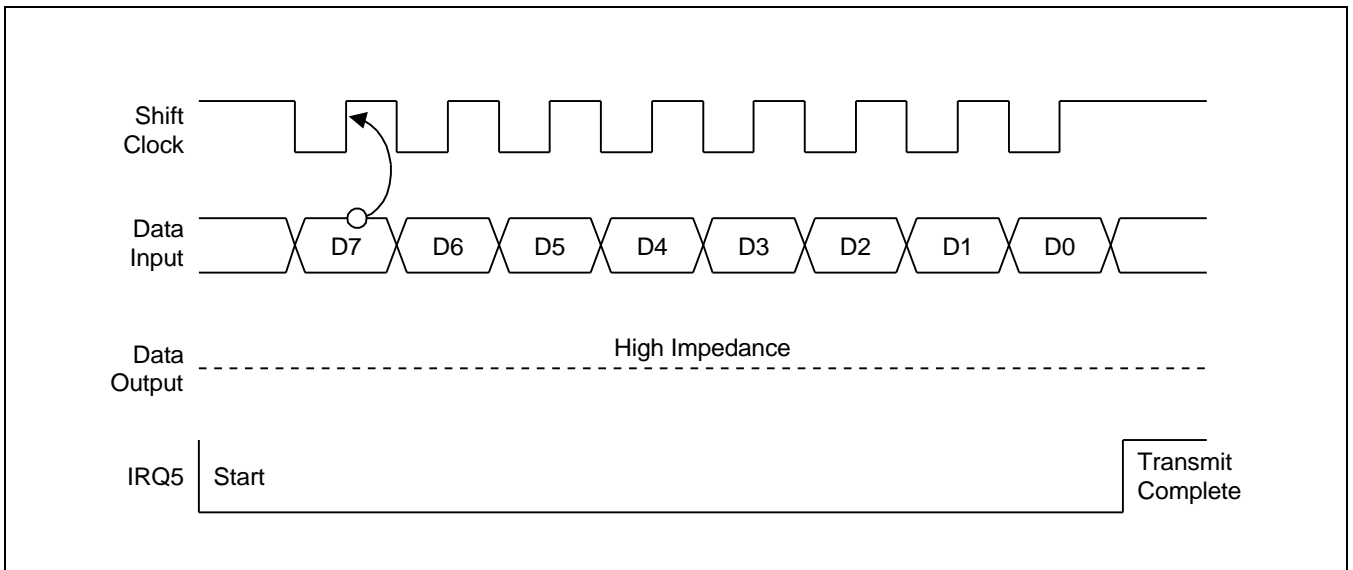 Shift
Clock
Data
Input
D7 D6 D5 D4 D3 D2 D1 D0
High Impedance
Data
Output
IRQ5 Start
Transmit
Complete